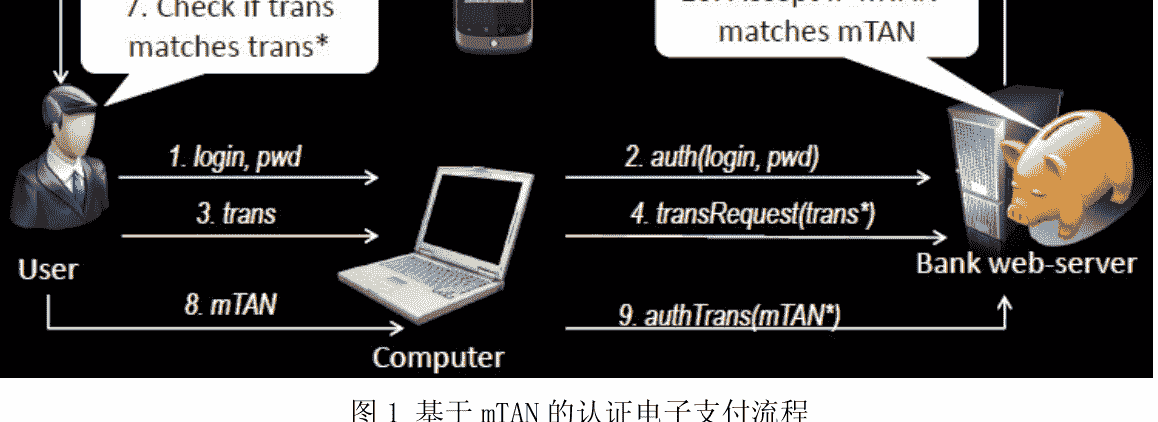 7. Check if trans
matches trans*
matches mTAN
1. login, pwd
2. auth(login, pwd)
3. trans
4. transRequest(trans*)
User
Bank web-server
8. mTAN
9. authTrans(mTAN*)
Computer
图 1 基于 mTAN 的认证电子支付流程